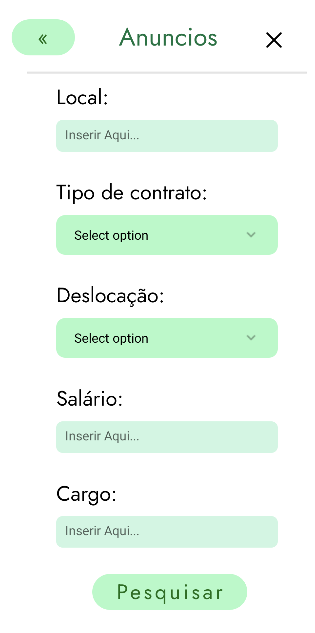 «
Anuncios
Local:
Inserir Aqui...
Tipo de contrato:
Select option
Deslocação:
Select option
Salário:
Inserir Aqui...
Cargo:
Inserir Aqui...
Pesquisar